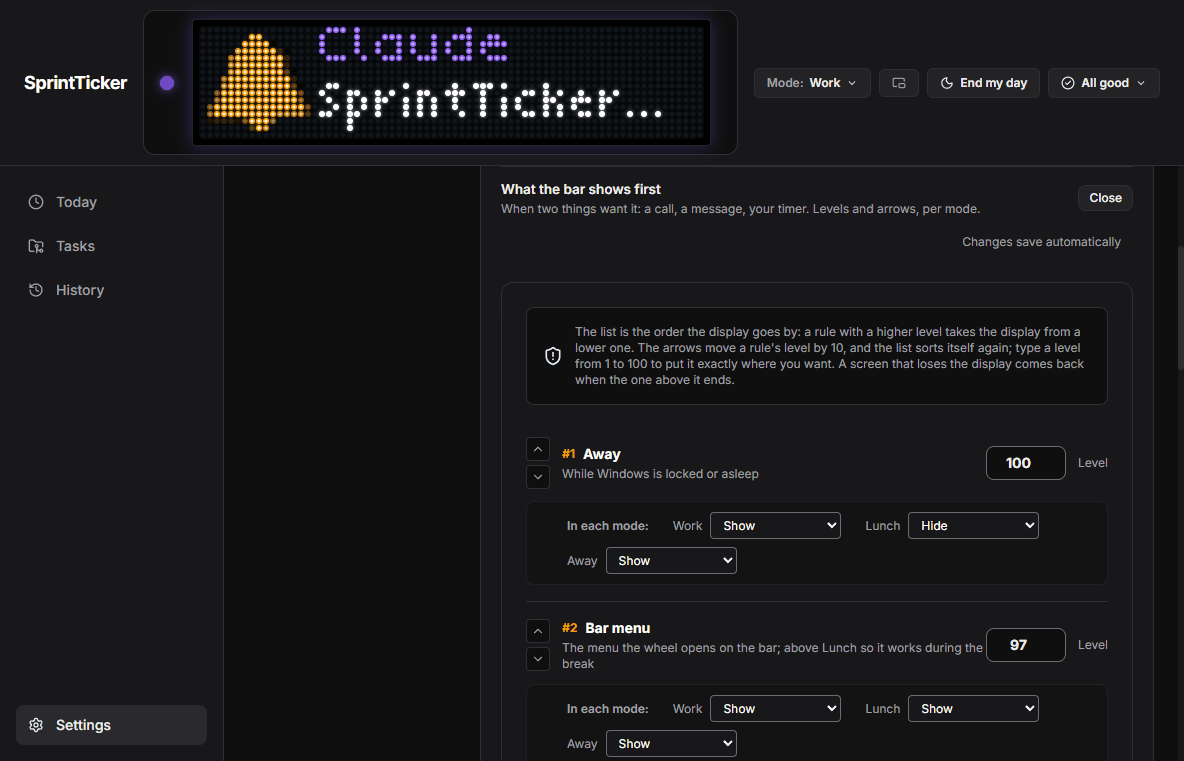 SprintTicker
Claude
SprintTicker...
Mode: Work
End my day
All good
Today
Tasks
History
Settings
What the bar shows first
When two things want it: a call, a message, your timer. Levels and arrows, per mode.
Close
Changes save automatically
The list is the order the display goes by: a rule with a higher level takes the display from a
lower one. The arrows move a rule's level by 10, and the list sorts itself again; type a level
from 1 to 100 to put it exactly where you want. A screen that loses the display comes back
when the one above it ends.
#1 Away
While Windows is locked or asleep
100
Level
In each mode: Work Show Lunch Hide
Away Show
#2 Bar menu
The menu the wheel opens on the bar; above Lunch so it works during the
break
97
Level
In each mode: Work Show Lunch Show
Away Show